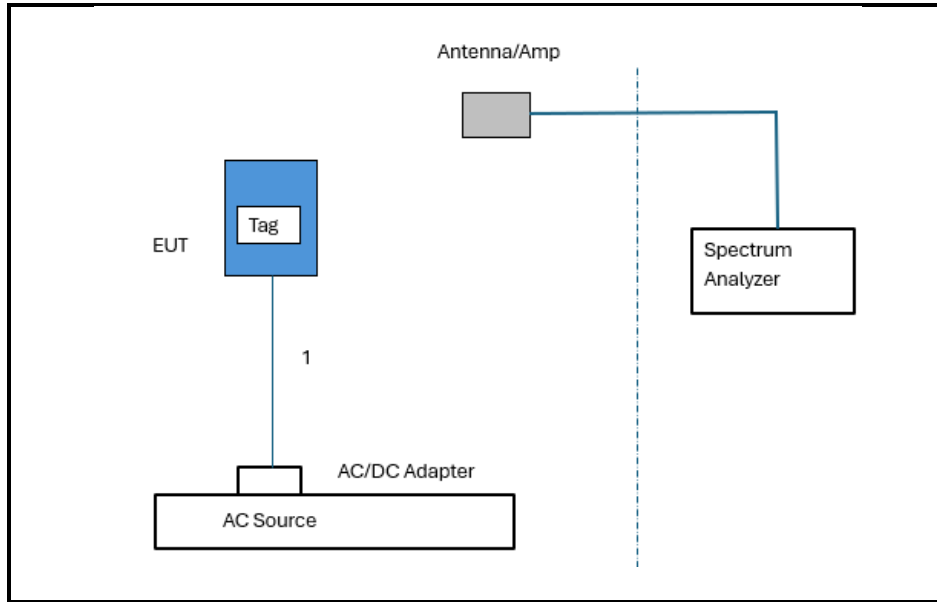 Antenna/Amp
Tag
EUT
Spectrum
Analyzer
1
AC/DC Adapter
AC Source